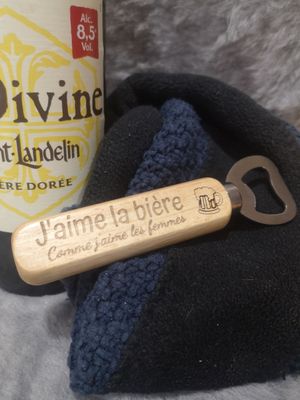 Alc.
8,5°
Vol.
Divine
nt-Landelin
ÈRE DORÉE
J'aime la bière
Comme j'aime les femmes